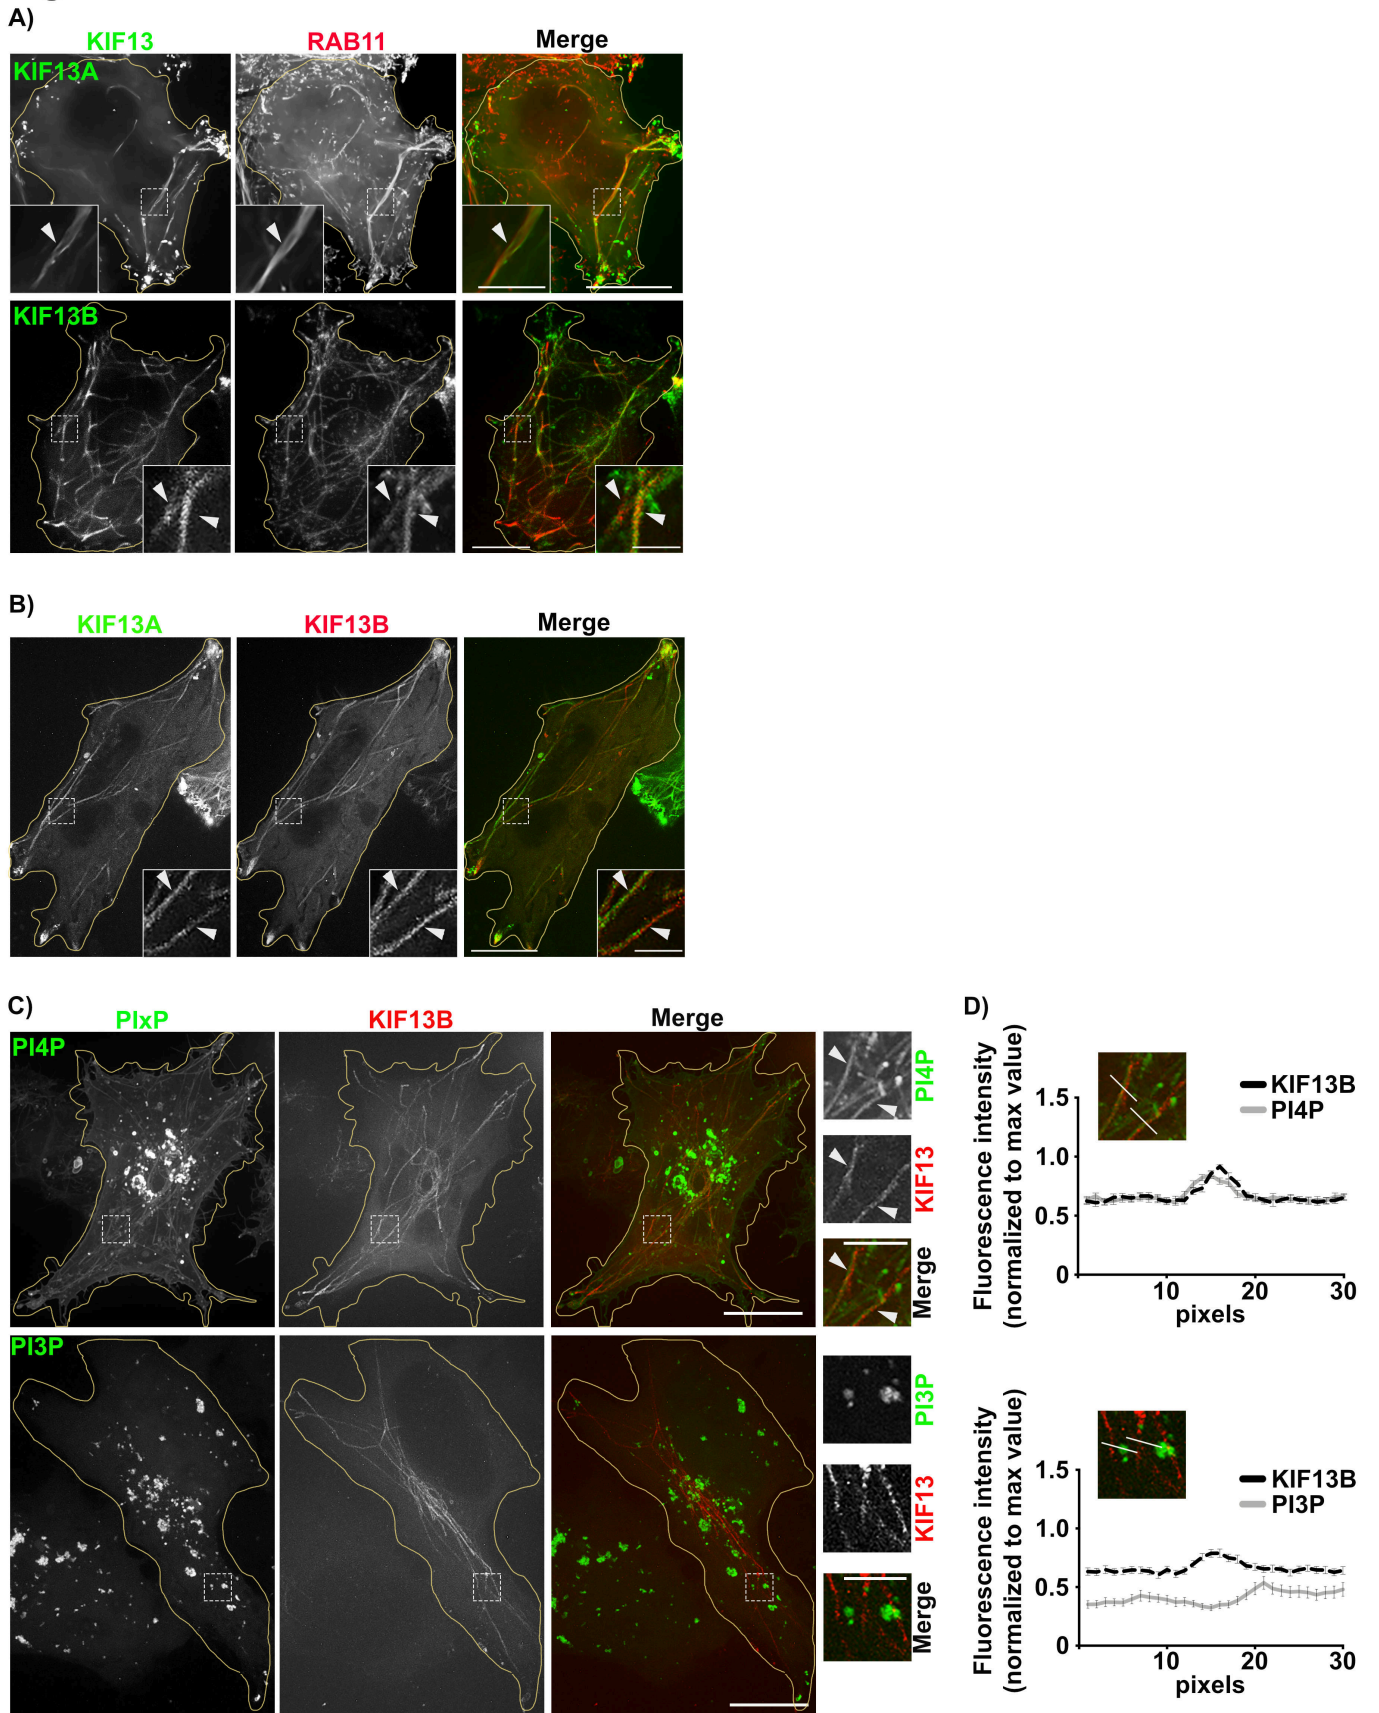 A)
KIF13 RAB11 Merge
KIF13A
KIF13B
B)
KIF13A KIF13B Merge
C)
PIxP KIF13B Merge
PI4P
PI4P
KIF13
Merge
PI3P
PI3P
KIF13
Merge
D)
Fluorescence intensity
(normalized to max value)
KIF13B
PI4P
1.5
1.0
0.5
0
10 20 30
pixels
Fluorescence intensity
(normalized to max value)
KIF13B
PI3P
1.5
1.0
0.5
0
10 20 30
pixels